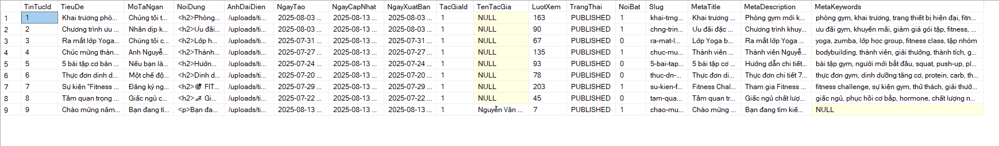 TinTucId TieuDe MoTaNgan NoiDung AnhDaiDien NgayTao NgayCapNhat NgayXuatBan TacGiaId TenTacGia LuotXem TrangThai NoiBat Slug MetaTitle MetaDescription MetaKeywords
1 1 Khai trương phò... Chúng tôi t... <h2>Phòng... /uploads/ti... 2025-08-03 ... 2025-08-13 ... 2025-08-03 ... 1 NULL 163 PUBLISHED 1 khai-trng... Khai trương ... Phòng gym mới k... phòng gym, khai trương, trang thiết bị hiện đại, fitn...
2 2 Chương trình ưu ... Nhân dịp k... <h2>Ưu đãi... /uploads/ti... 2025-08-03 ... 2025-08-13 ... 2025-08-03 ... 1 NULL 90 PUBLISHED 1 chng-trin... Ưu đãi đặc ... Chương trình khuy... ưu đãi gym, khuyến mãi, giảm giá gói tập, fitness, ...
3 3 Ra mắt lớp Yoga... Chúng tôi c... <h2>Lớp h... /uploads/ti... 2025-07-31 ... 2025-08-13 ... 2025-07-31 ... 1 NULL 67 PUBLISHED 0 ra-mat-l... Lớp Yoga b... Ra mắt lớp Yoga ... yoga, zumba, lớp học group, fitness class, tập nhóm
4 4 Chúc mừng thàn... Anh Nguyễ... <h2>Thành... /uploads/ti... 2025-07-27 ... 2025-08-13 ... 2025-07-27 ... 1 NULL 135 PUBLISHED 1 chuc-mu... Thành viên ... Thành viên Nguyễ... bodybuilding, thành viên, giải thưởng, thành tích, g...
5 5 5 bài tập cơ bản ... Nếu bạn là... <h2>Hướn... /uploads/ti... 2025-07-24 ... 2025-08-13 ... 2025-07-24 ... 1 NULL 93 PUBLISHED 0 5-bai-tap... 5 bài tập cơ ... Hướng dẫn chi tiết... bài tập gym, người mới bắt đầu, squat, push-up, pl...
6 6 Thực đơn dinh d... Một chế độ... <h2>Dinh d... /uploads/ti... 2025-07-20 ... 2025-08-13 ... 2025-07-20 ... 1 NULL 78 PUBLISHED 0 thuc-dn-... Thực đơn di... Thực đơn chi tiết 7... thực đơn gym, dinh dưỡng tăng cơ, protein, carb, th...
7 7 Sự kiện "Fitness ... Đăng ký ng... <h2>🎯 FIT... /uploads/ti... 2025-07-29 ... 2025-08-13 ... 2025-07-29 ... 1 NULL 203 PUBLISHED 1 su-kien-f... Fitness Chal... Tham gia Fitness ... fitness challenge, sự kiện gym, thử thách, giải thưở...
8 8 Tầm quan trọng ... Giấc ngủ c... <h2>💤 Gi... /uploads/ti... 2025-07-22 ... 2025-08-13 ... 2025-07-22 ... 1 NULL 45 PUBLISHED 0 tam-qua... Tầm quan tr... Giấc ngủ chất lượ... giấc ngủ, phục hồi cơ bắp, hormone, chất lượng n...
9 9 Chào mừng năm... Bạn đang tì... <p>Bạn đa... /uploads/ti... 2025-08-13 ... 2025-08-13 ... 2025-08-13 ... 1 Nguyễn Văn ... 7 PUBLISHED 1 chao-mu... Chào mừng ... Bạn đang tìm kiế... NULL